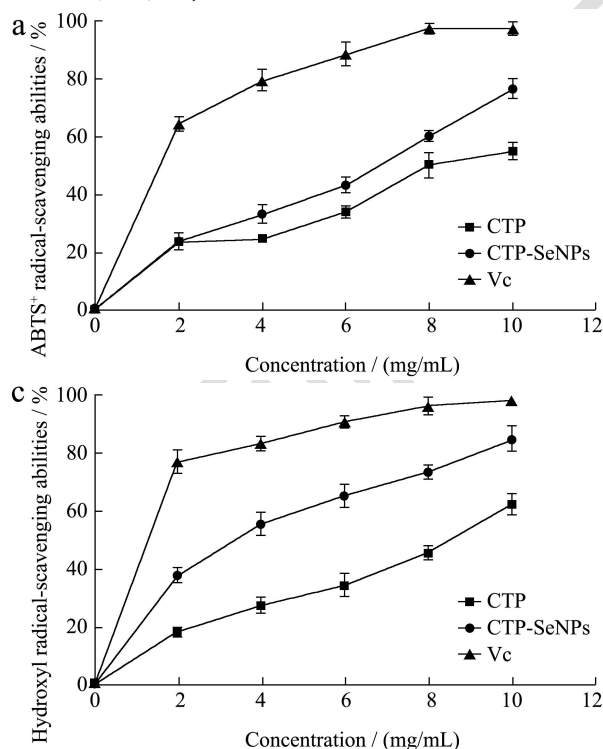 a
ABTS⁺ radical-scavenging abilities / %
100
80
60
40
20
0
0 2 4 6 8 10 12
CTP
CTP-SeNPs
Vc
Concentration / (mg/mL)
c
Hydroxyl radical-scavenging abilities / %
100
80
60
40
20
0
0 2 4 6 8 10 12
CTP
CTP-SeNPs
Vc
Concentration / (mg/mL)